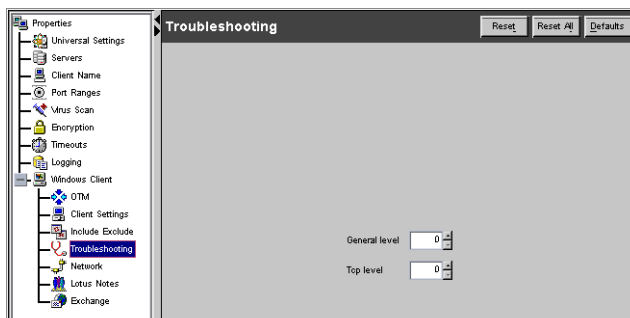 Properties
Universal Settings
Servers
Client Name
Port Ranges
Virus Scan
Encryption
Timeouts
Logging
Windows Client
OTM
Client Settings
Include Exclude
Troubleshooting
Network
Lotus Notes
Exchange
Troubleshooting
Reset
Reset All
Defaults
General level 0
Tcp level 0